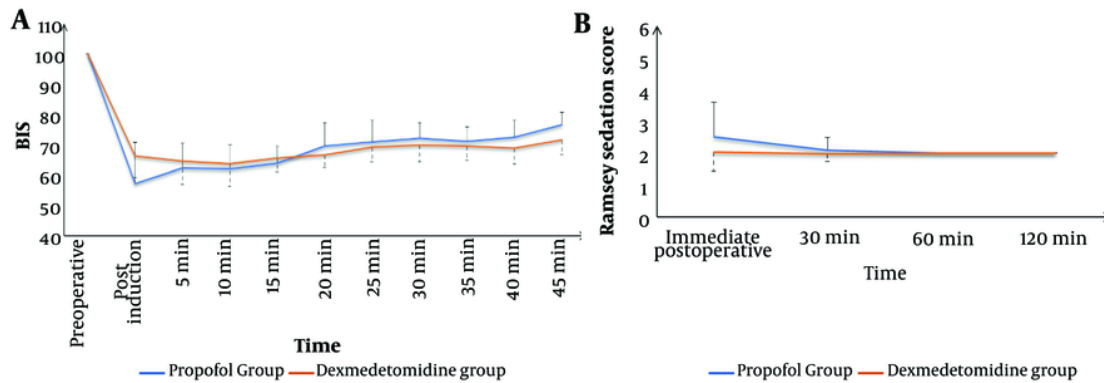 A
BIS
110
100
90
80
70
60
50
40
Preoperative
Post
induction
5 min
10 min
15 min
20 min
25 min
30 min
35 min
40 min
45 min
Time
Propofol Group
Dexmedetomidine group
B
Ramsey sedation score
6
5
4
3
2
1
0
Immediate
postoperative
30 min
60 min
120 min
Time
Propofol Group
Dexmedetomidine group